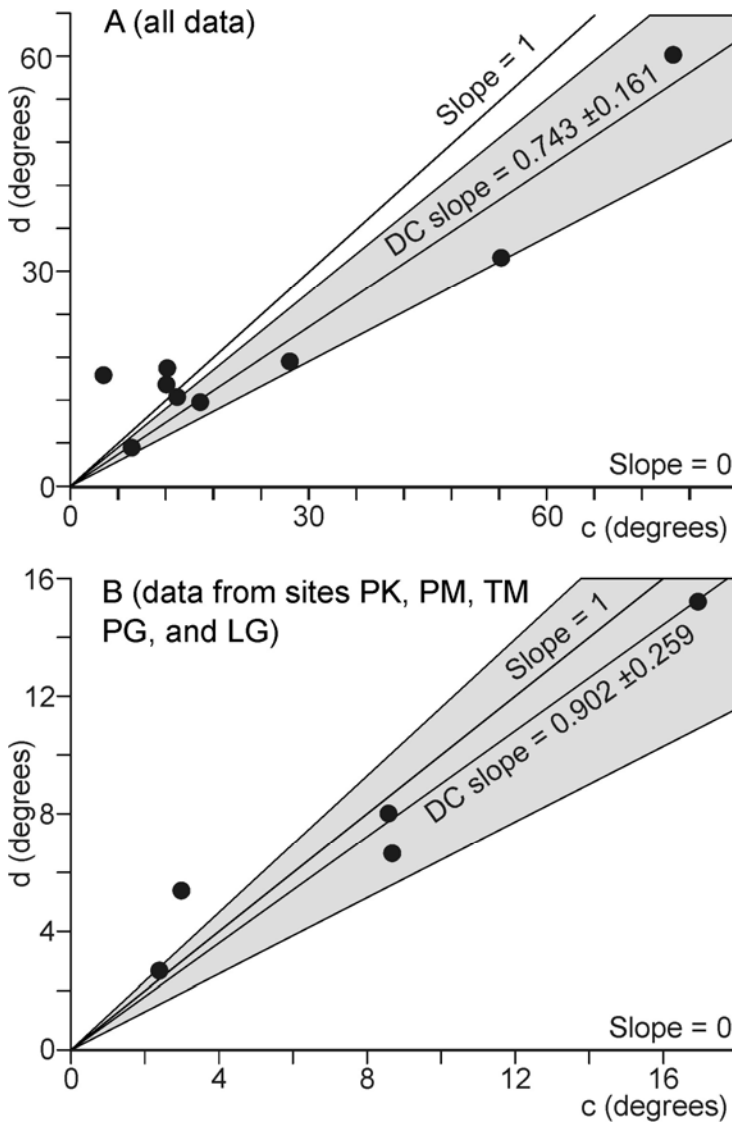 A (all data)
60
Slope = 1
DC slope = 0.743 ±0.161
d (degrees)
30
Slope = 0
0
0
30
60
c (degrees)
16
B (data from sites PK, PM, TM
PG, and LG)
Slope = 1
12
DC slope = 0.902 ±0.259
d (degrees)
8
4
Slope = 0
0
0
4
8
12
16
c (degrees)